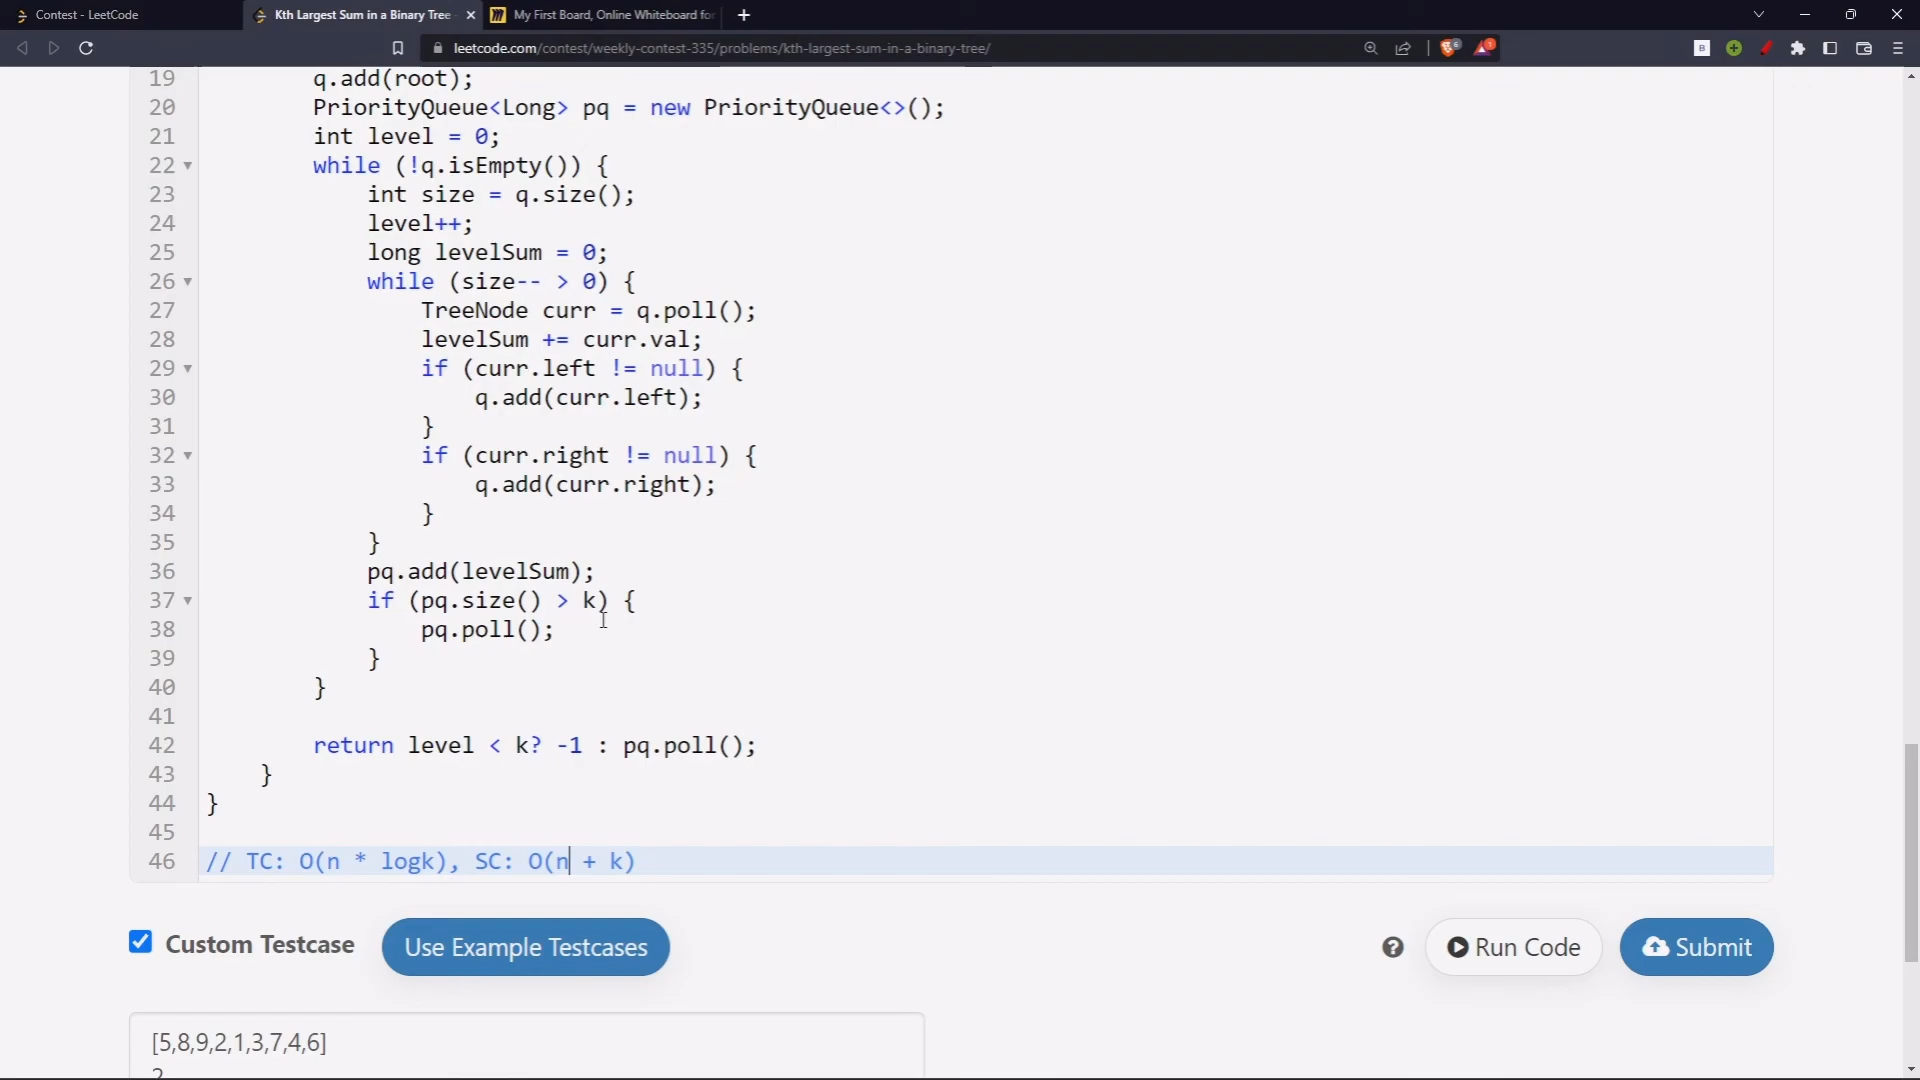 Contest - LeetCode
Kth Largest Sum in a Binary Tree
My First Board, Online Whiteboard for
leetcode.com/contest/weekly-contest-335/problems/kth-largest-sum-in-a-binary-tree/
19 q.add(root);
20 PriorityQueue<Long> pq = new PriorityQueue<>();
21 int level = 0;
22 while (!q.isEmpty()) {
23 int size = q.size();
24 level++;
25 long levelSum = 0;
26 while (size-- > 0) {
27 TreeNode curr = q.poll();
28 levelSum += curr.val;
29 if (curr.left != null) {
30 q.add(curr.left);
31 }
32 if (curr.right != null) {
33 q.add(curr.right);
34 }
35 }
36 pq.add(levelSum);
37 if (pq.size() > k) {
38 pq.poll();
39 }
40 }
41
42 return level < k? -1 : pq.poll();
43 }
44 }
45
46 // TC: O(n * logk), SC: O(n + k)
Custom Testcase
Use Example Testcases
Run Code
Submit
[5,8,9,2,1,3,7,4,6]
2